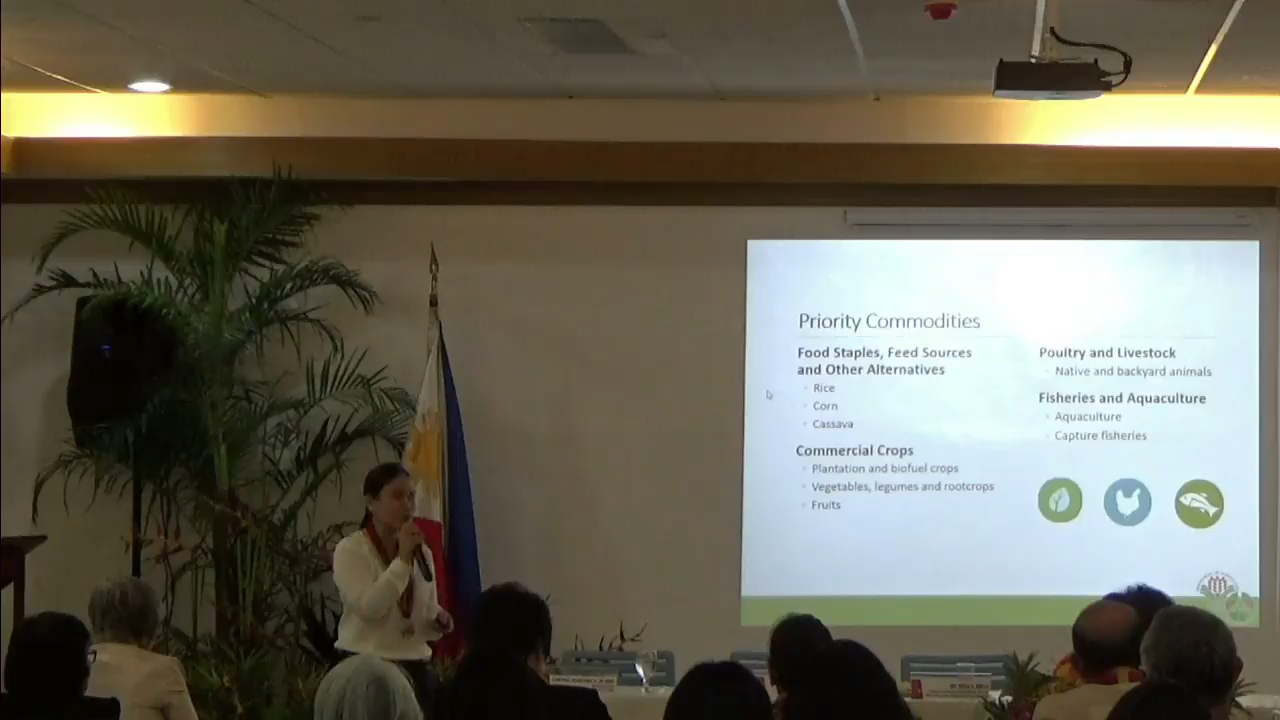 Priority Commodities
Food Staples, Feed Sources
and Other Alternatives
Rice
Corn
Cassava
Commercial Crops
Plantation and biofuel crops
Vegetables, legumes and rootcrops
Fruits
Poultry and Livestock
Native and backyard animals
Fisheries and Aquaculture
Aquaculture
Capture fisheries